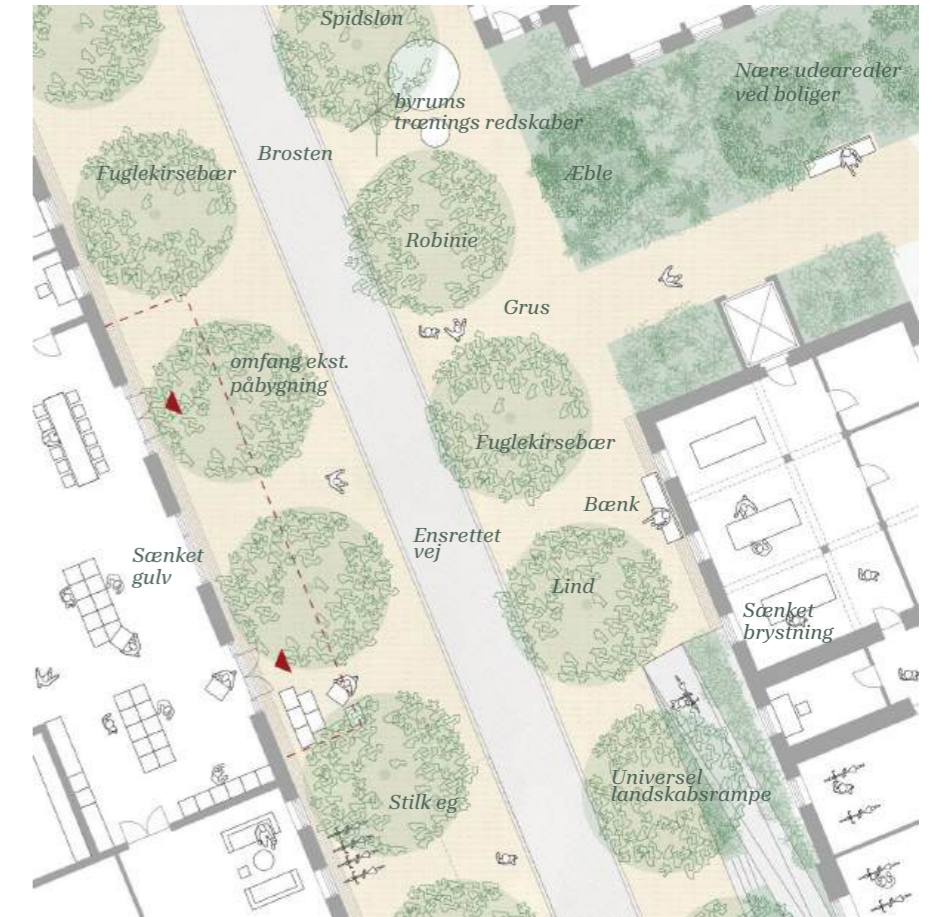 Spidsløn
Nære udearealer
ved boliger
byrums
trænings redskaber
Brosten
Fuglekirsebær
Æble
Robinie
Grus
omfang ekst.
påbygning
Fuglekirsebær
Bænk
Ensrettet
vej
Sænket
gulv
Lind
Sænket
brystning
Universel
landskabsrampe
Stilk eg